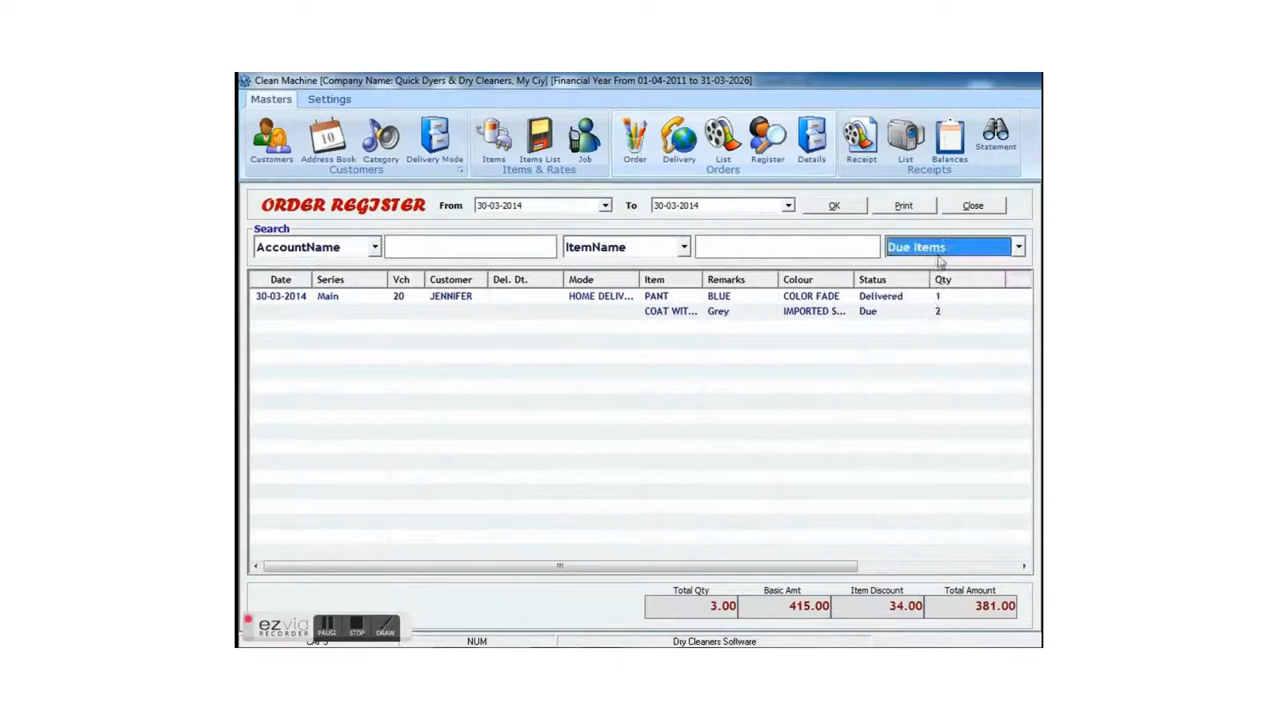 Clean Machine [Company Name: Quick Dyers & Dry Cleaners, My Ciy] [Financial Year From 01-04-2011 to 31-03-2026]
Masters Settings
10
Customers Address Book Category Delivery Mode Items Items List Job Order Delivery List Register Details Receipt List Balances Statement
Customers Items & Rates Orders Receipts
ORDER REGISTER From 30-03-2014 To 30-03-2014 OK Print Close
Search
AccountName ItemName Due Items
Date Series Vch Customer Del. Dt. Mode Item Remarks Colour Status Qty
30-03-2014 Main 20 JENNIFER HOME DELIV... PANT BLUE COLOR FADE Delivered 1
COAT WIT... Grey IMPORTED S... Due 2
Total Qty Basic Amt Item Discount Total Amount
3.00 415.00 34.00 381.00
ezvid
RECORDER PAUSE STOP DRAW
CAPS NUM Dry Cleaners Software